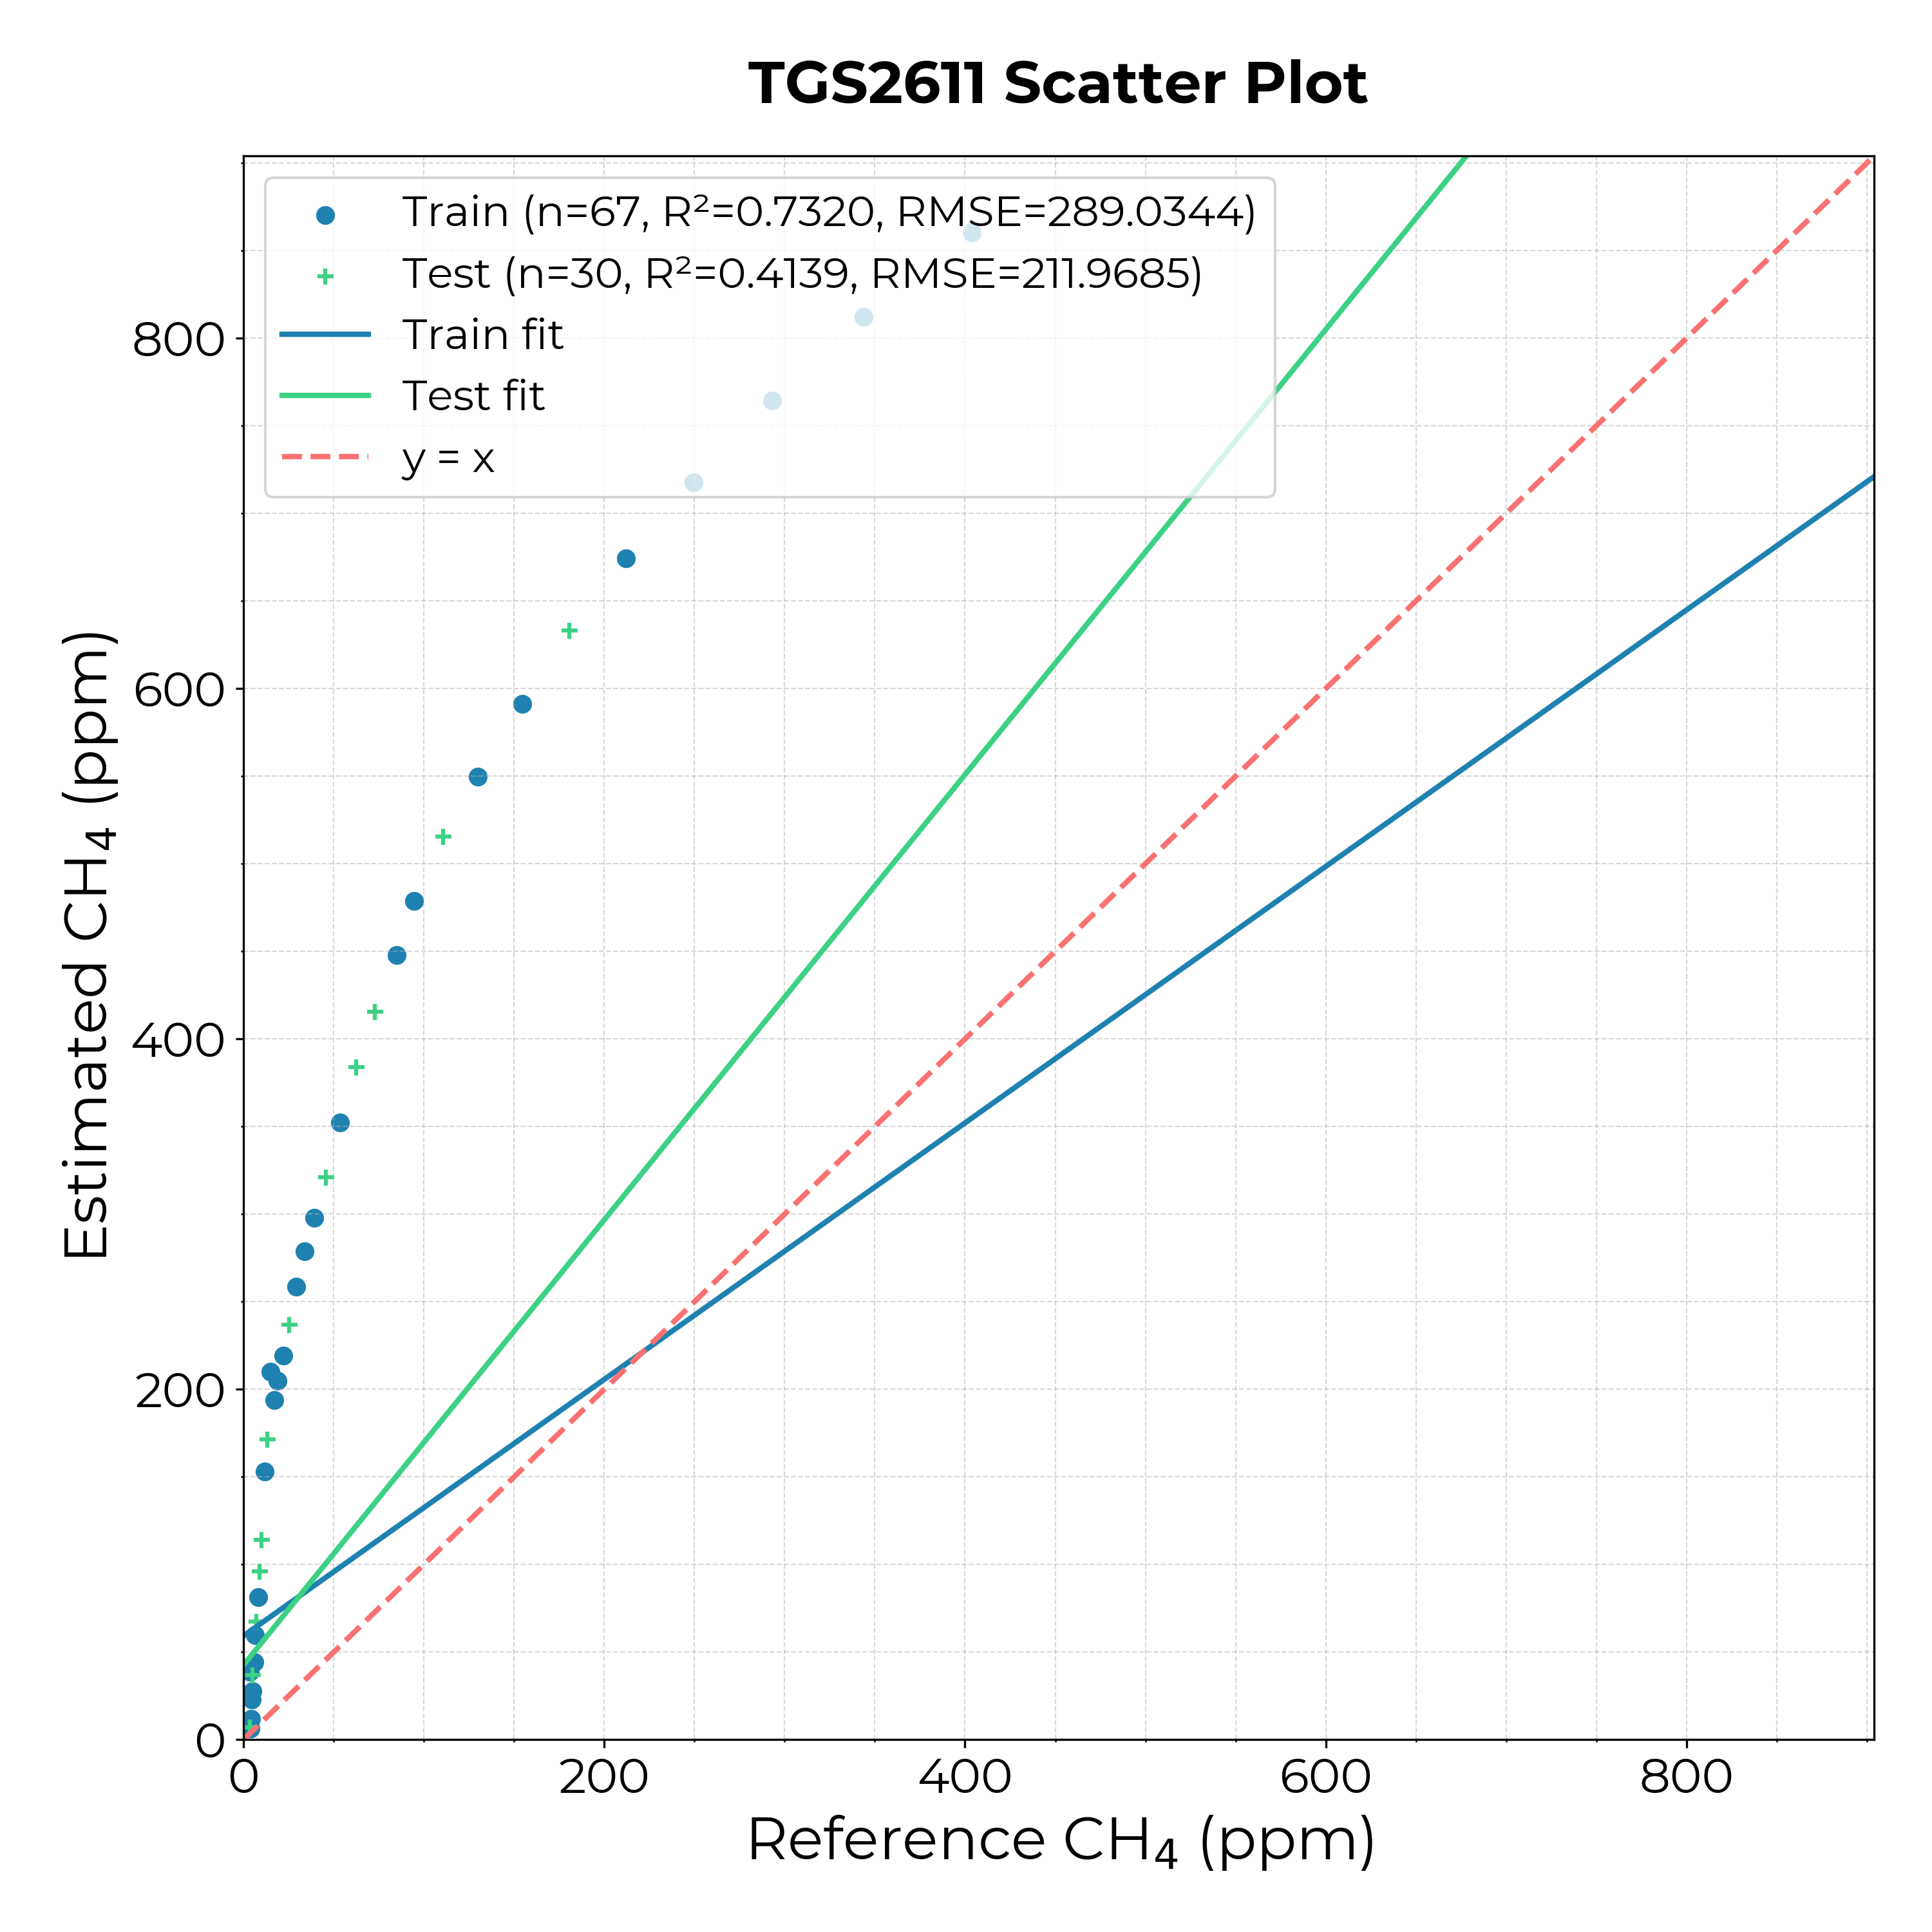 TGS2611 Scatter Plot
Train (n=67, R²=0.7320, RMSE=289.0344)
Test (n=30, R²=0.4139, RMSE=211.9685)
Train fit
Test fit
y = x
Estimated CH₄ (ppm)
800
600
400
200
0
0 200 400 600 800
Reference CH₄ (ppm)